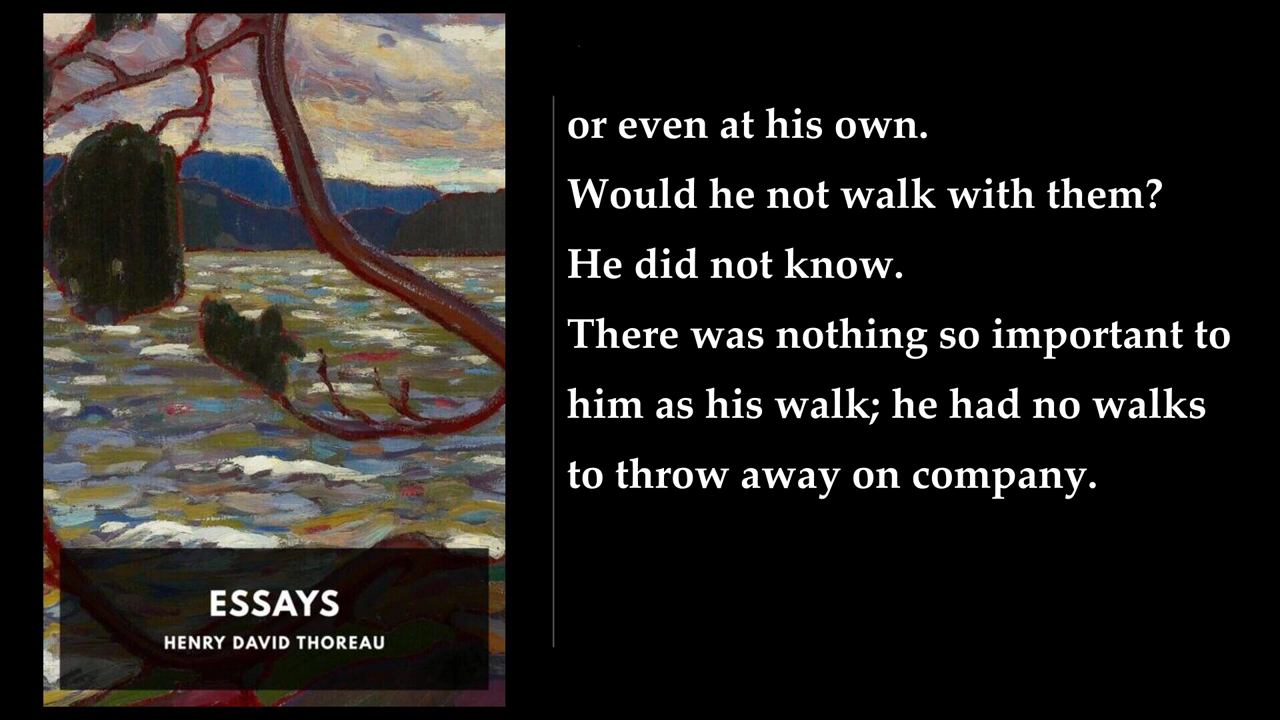 ESSAYS
HENRY DAVID THOREAU
or even at his own.
Would he not walk with them?
He did not know.
There was nothing so important to
him as his walk; he had no walks
to throw away on company.